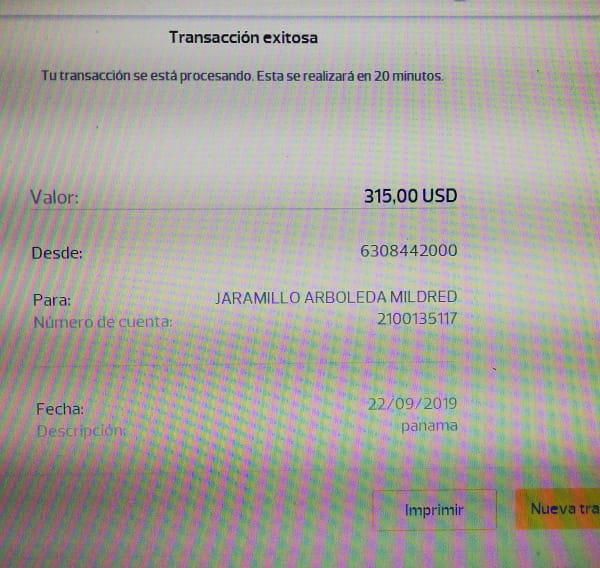 Transacción exitosa
Tu transacción se está procesando. Esta se realizará en 20 minutos.
Valor: 315,00 USD
Desde: 6308442000
Para: JARAMILLO ARBOLEDA MILDRED
Número de cuenta: 2100135117
Fecha: 22/09/2019
Descripción: panama
Imprimir Nueva tra